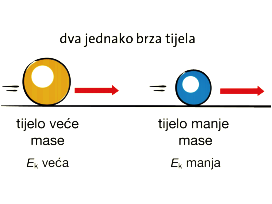 dva jednako brza tijela
tijelo veće
mase
Eₖ veća
tijelo manje
mase
Eₖ manja